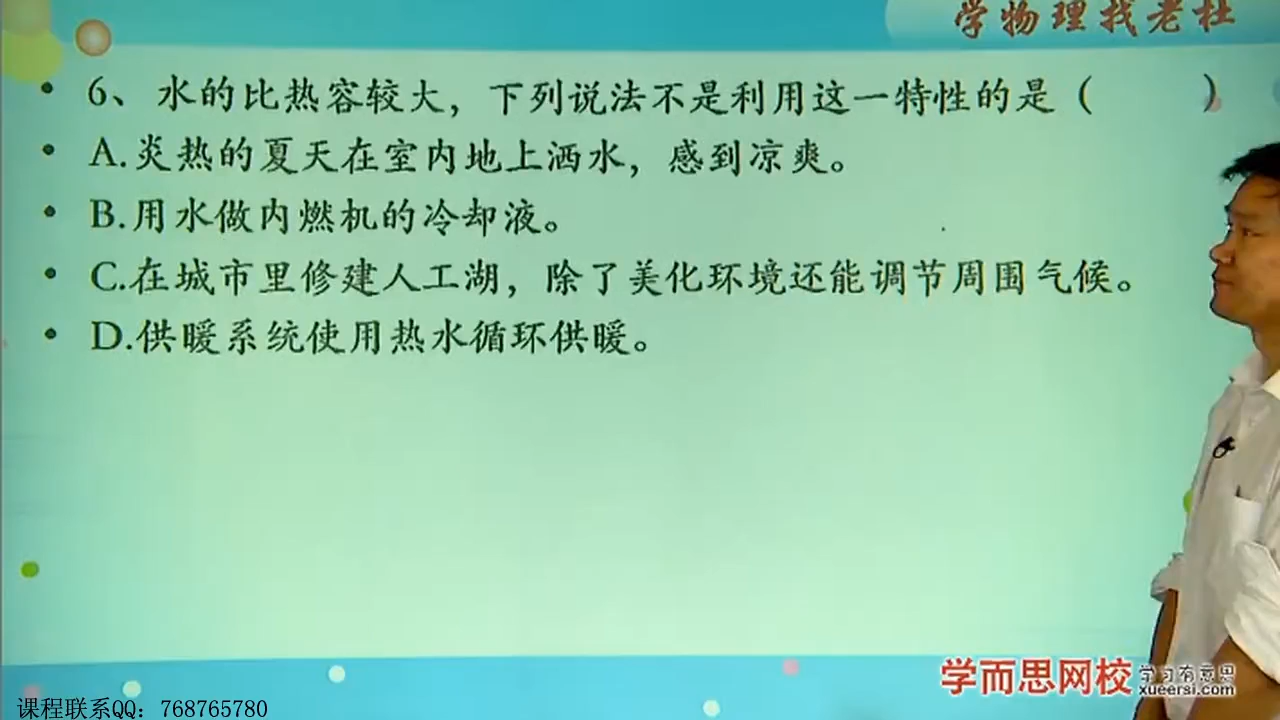 学物理找老杜
• 6、水的比热容较大，下列说法不是利用这一特性的是（　　）
• A.炎热的夏天在室内地上洒水，感到凉爽。
• B.用水做内燃机的冷却液。
• C.在城市里修建人工湖，除了美化环境还能调节周围气候。
• D.供暖系统使用热水循环供暖。
学而思网校 学习有意思
xueersi.com
课程联系QQ：768765780